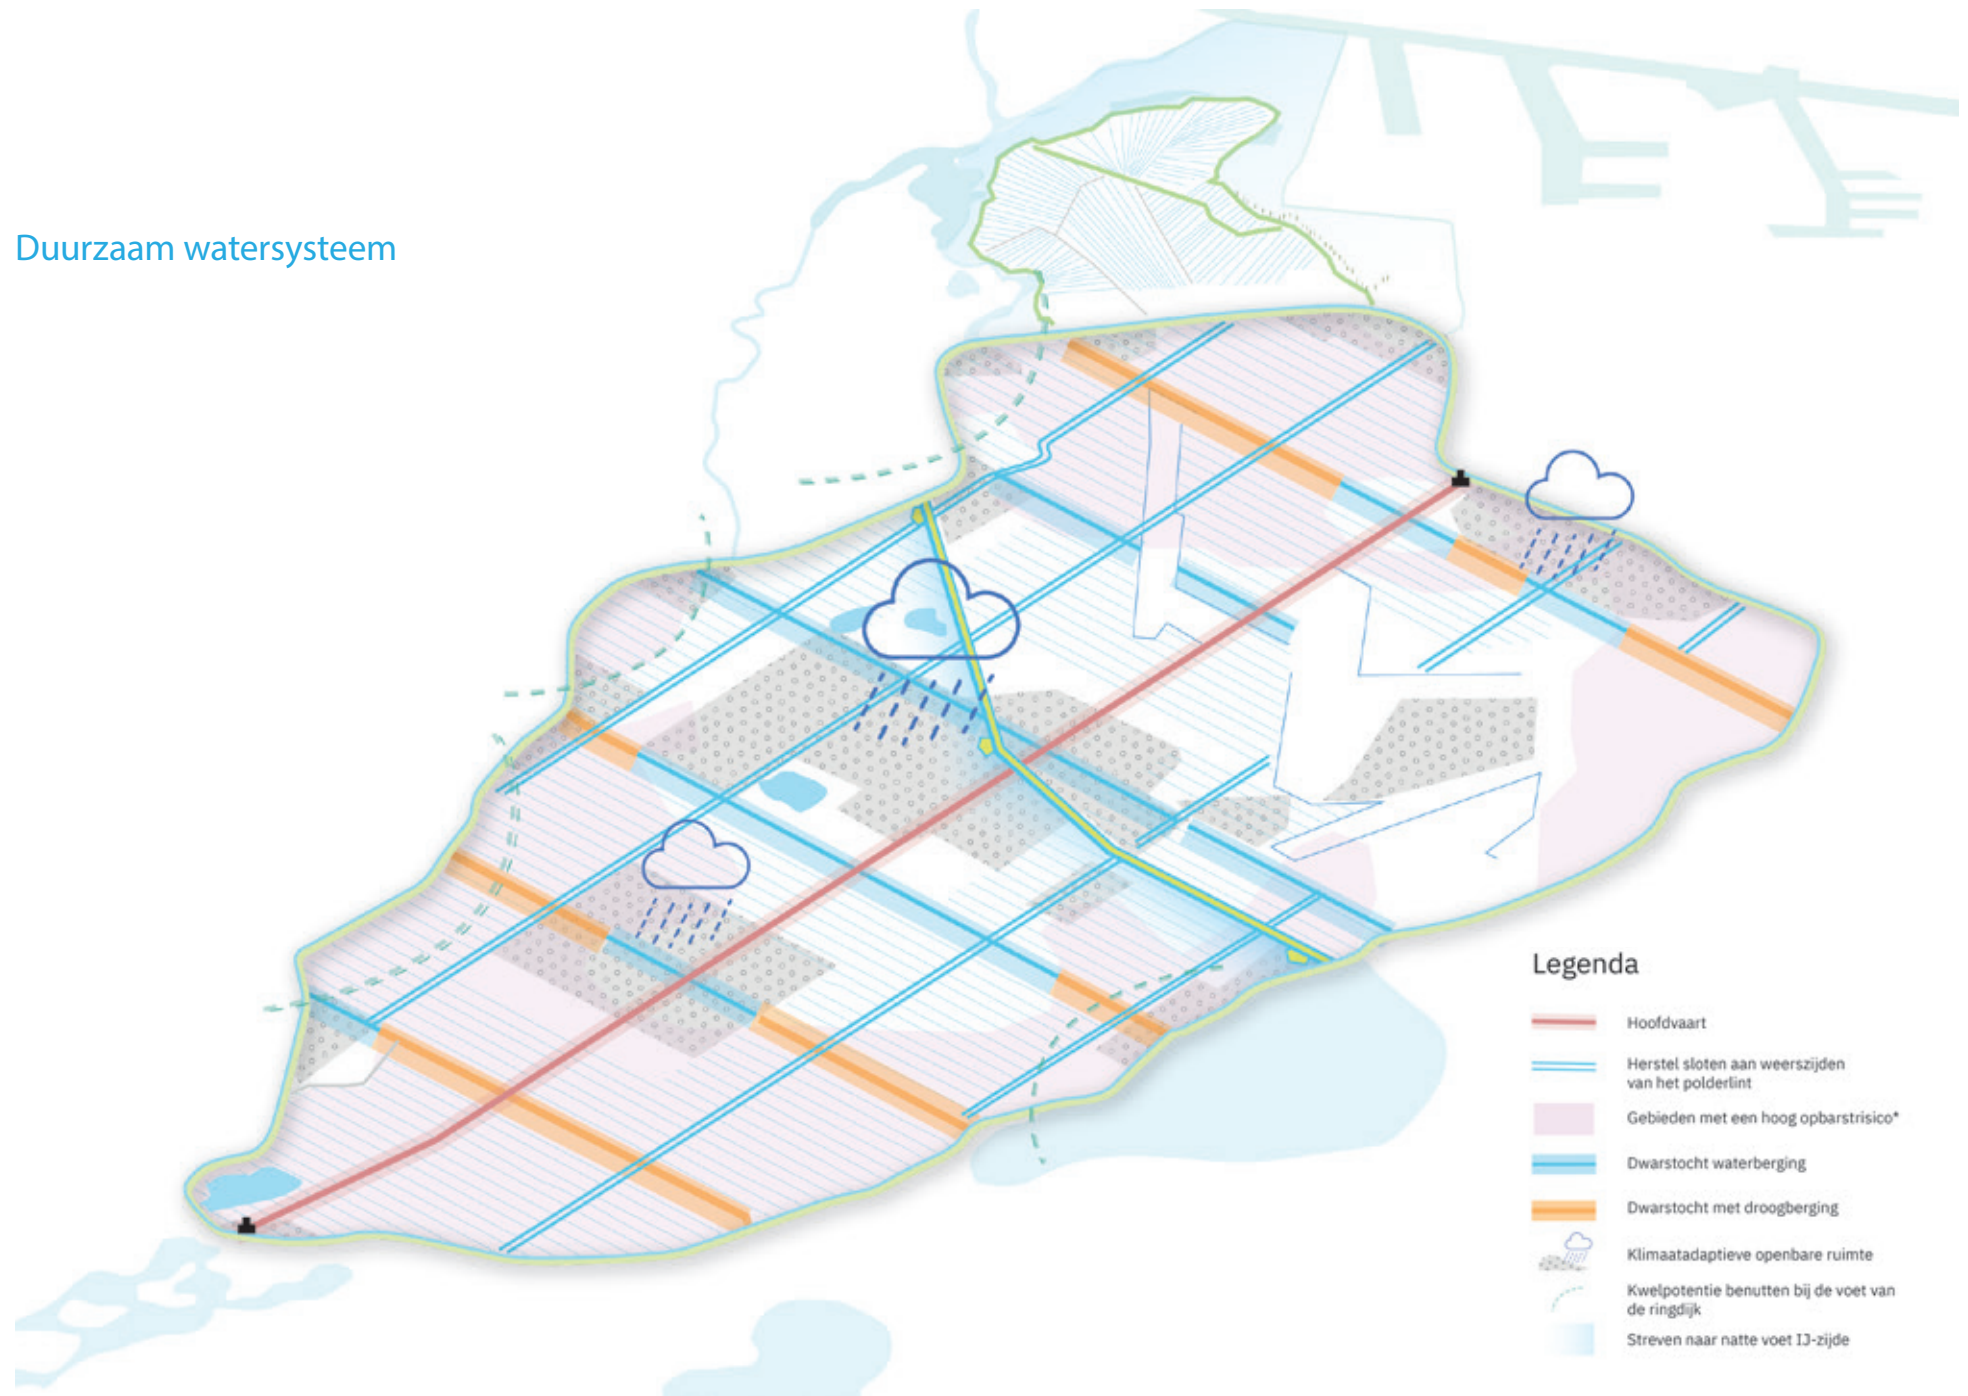 Duurzaam watersysteem
Legenda
Hoofdvaart
Herstel sloten aan weerszijden
van het polderlint
Gebieden met een hoog opbarstrisico*
Dwarstocht waterberging
Dwarstocht met droogberging
Klimaatadaptieve openbare ruimte
Kwelpotentie benutten bij de voet van
de ringdijk
Streven naar natte voet IJ-zijde